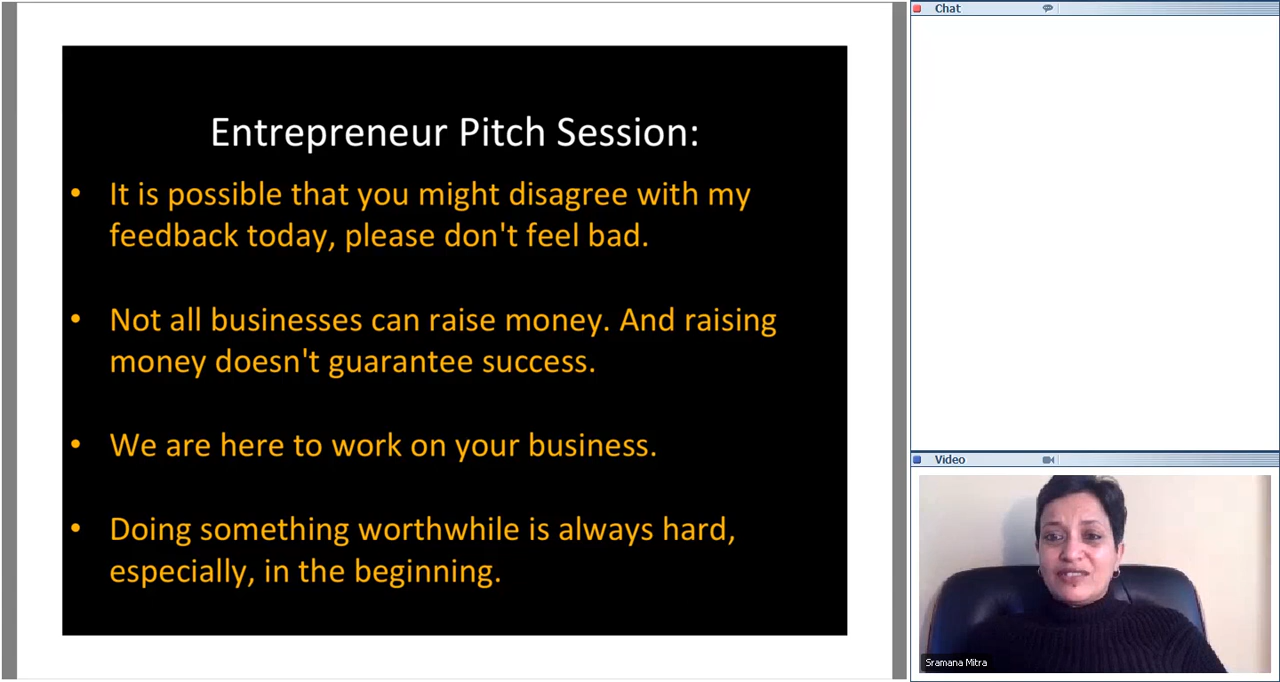 Entrepreneur Pitch Session:
• It is possible that you might disagree with my
feedback today, please don't feel bad.
• Not all businesses can raise money. And raising
money doesn't guarantee success.
• We are here to work on your business.
• Doing something worthwhile is always hard,
especially, in the beginning.
Chat
Video
Sramana Mitra